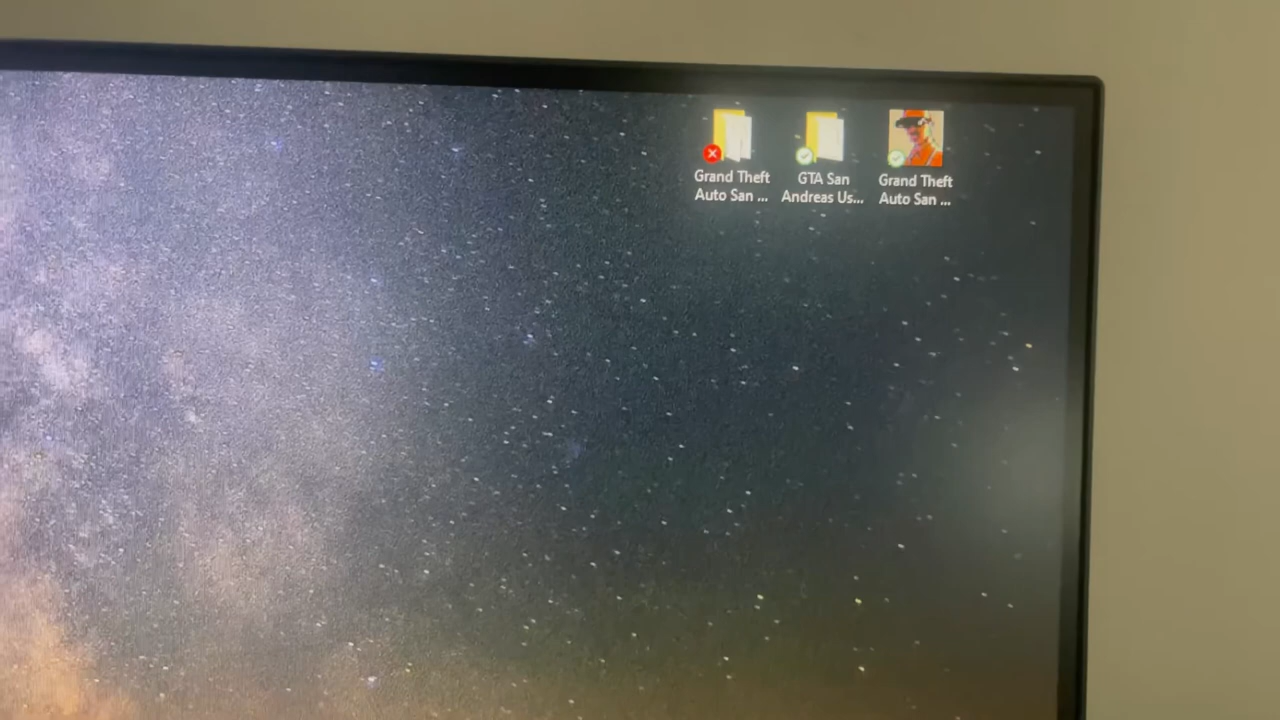 Grand Theft
Auto San ...
GTA San
Andreas Us...
Grand Theft
Auto San ...